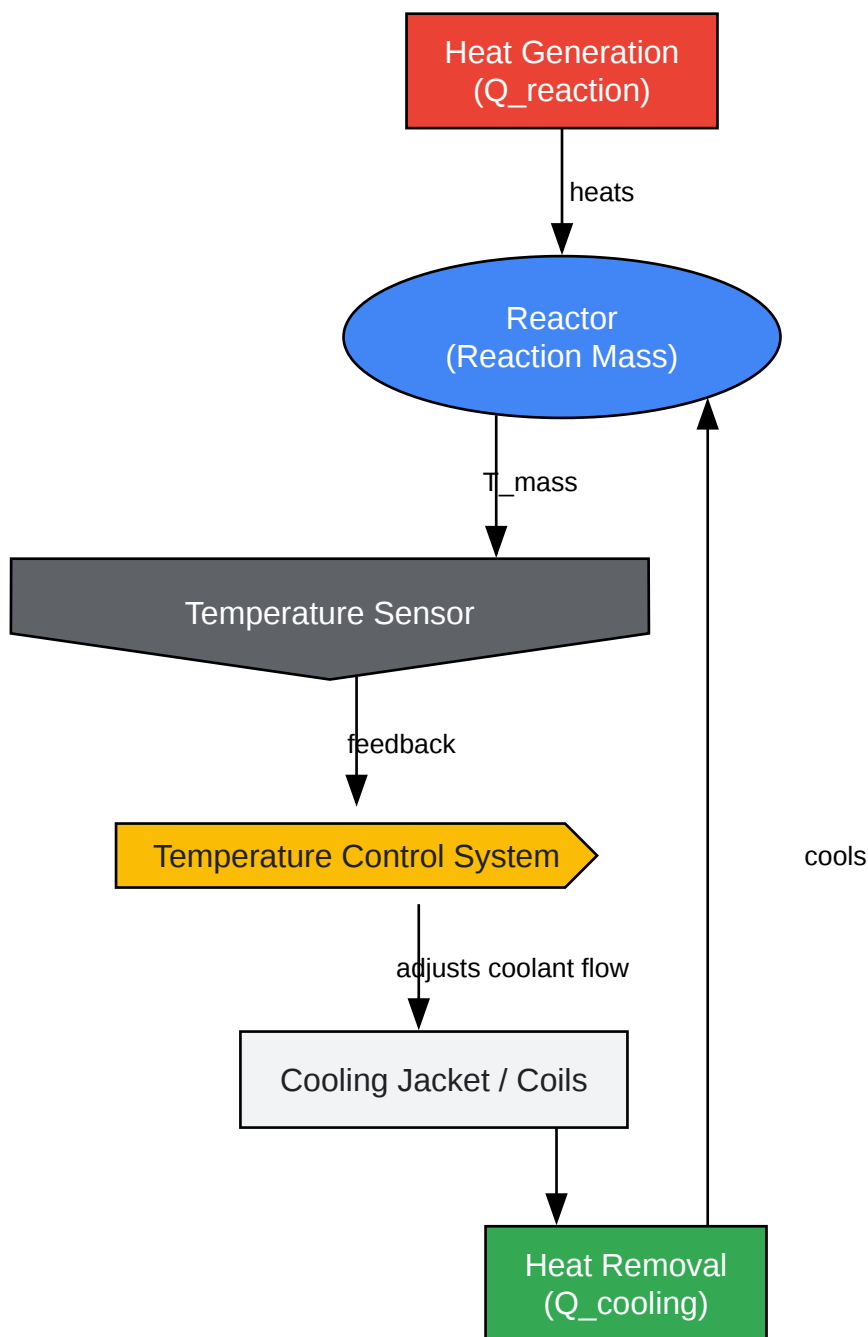 Heat Generation
(Q_reaction)
heats
Reactor
(Reaction Mass)
T_mass
Temperature Sensor
feedback
Temperature Control System
cools
adjusts coolant flow
Cooling Jacket / Coils
Heat Removal
(Q_cooling)